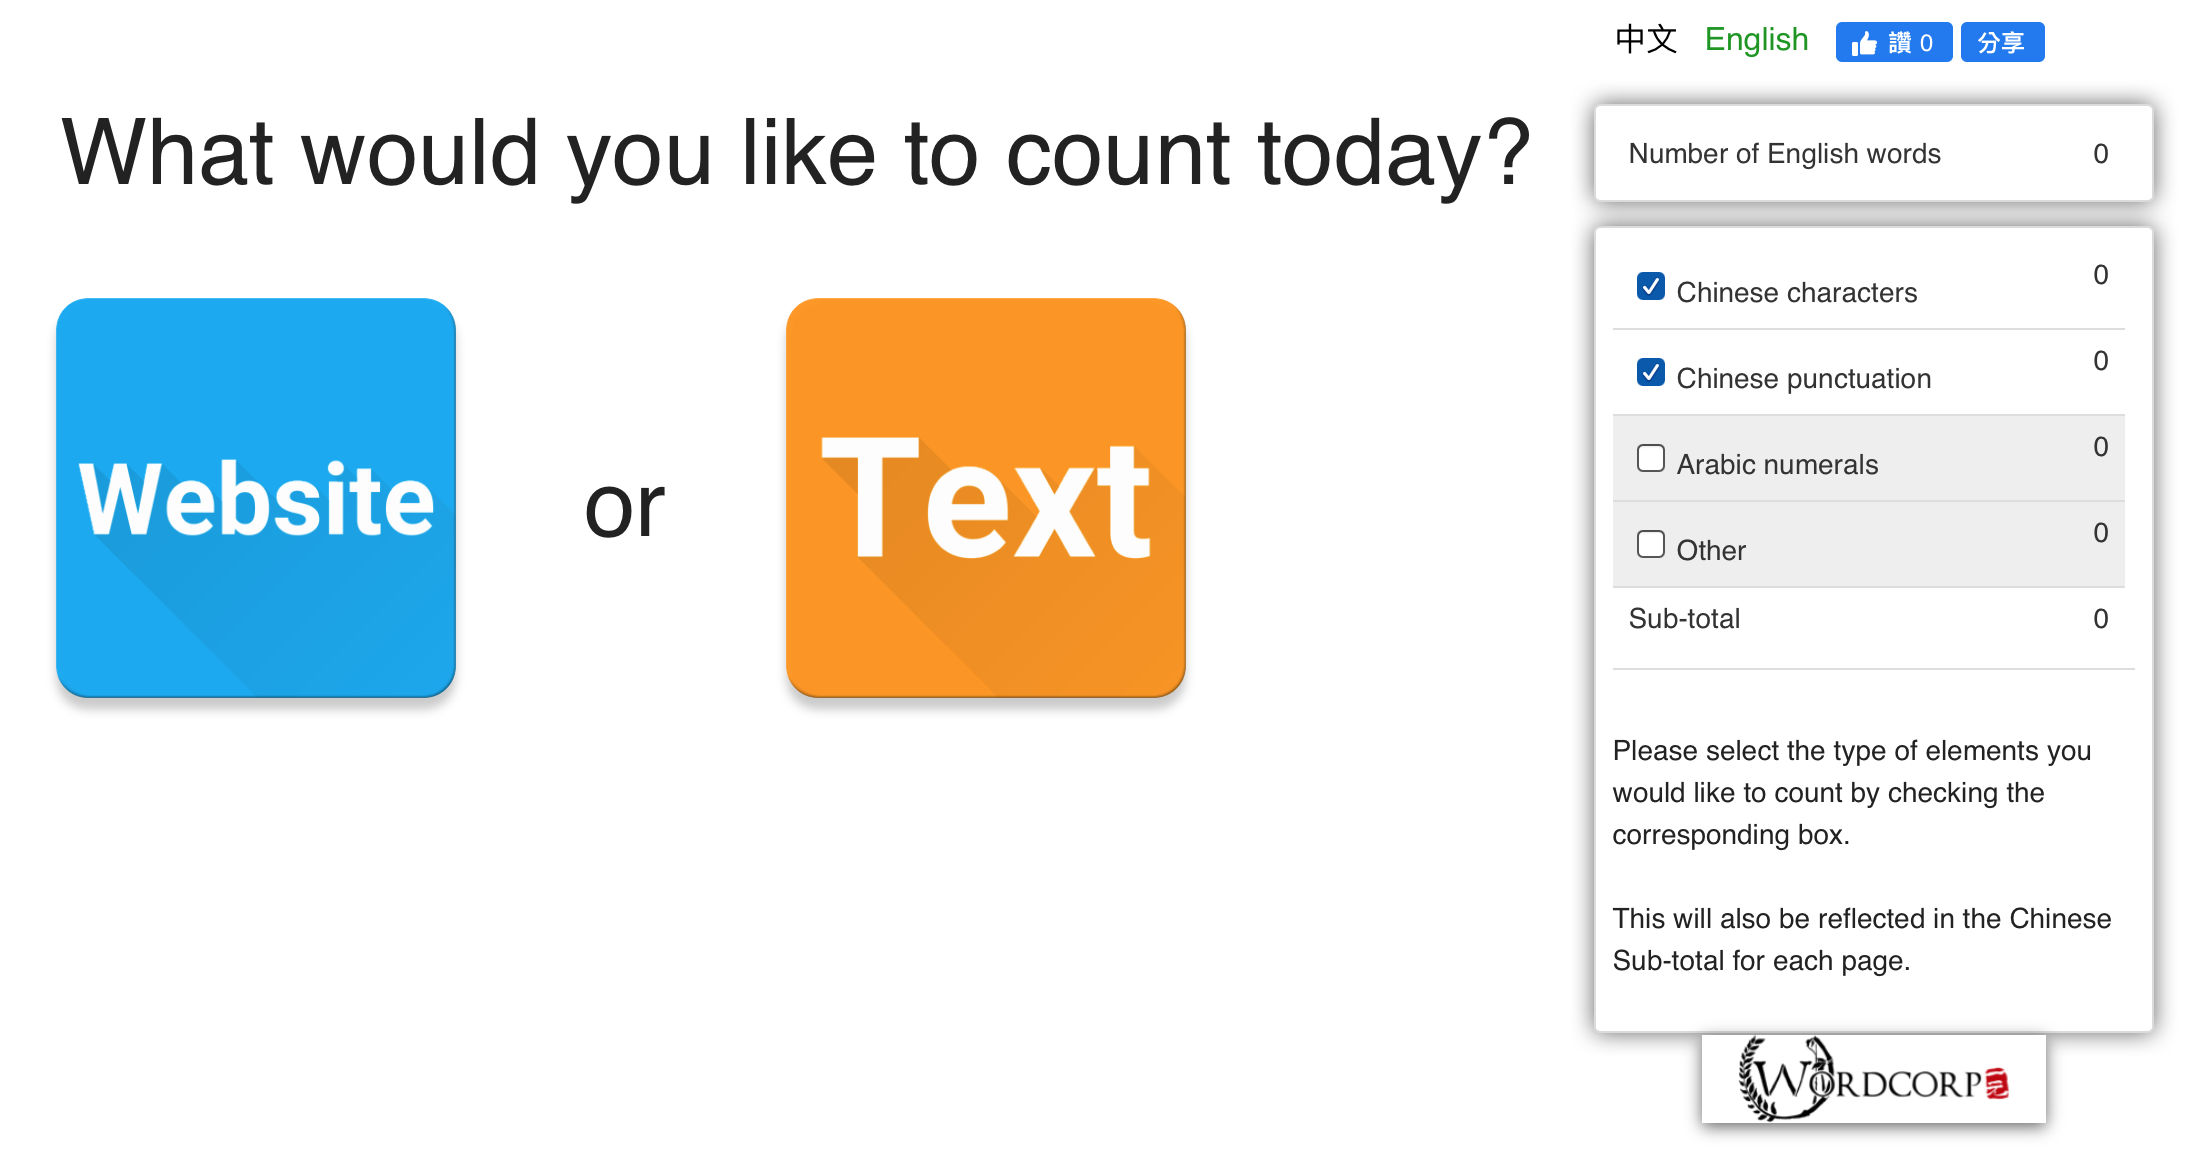 中文 English 讚 0 分享
What would you like to count today?
Website or Text
Number of English words 0
Chinese characters 0
Chinese punctuation 0
Arabic numerals 0
Other 0
Sub-total 0
Please select the type of elements you
would like to count by checking the
corresponding box.
This will also be reflected in the Chinese
Sub-total for each page.
WORDCORP